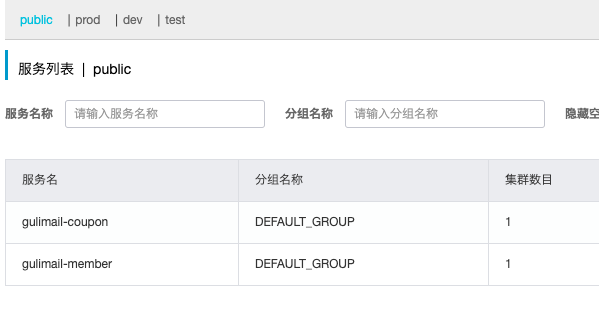 public | prod | dev | test
服务列表 | public
服务名称 请输入服务名称 分组名称 请输入分组名称 隐藏空
服务名 分组名称 集群数目
gulimail-coupon DEFAULT_GROUP 1
gulimail-member DEFAULT_GROUP 1